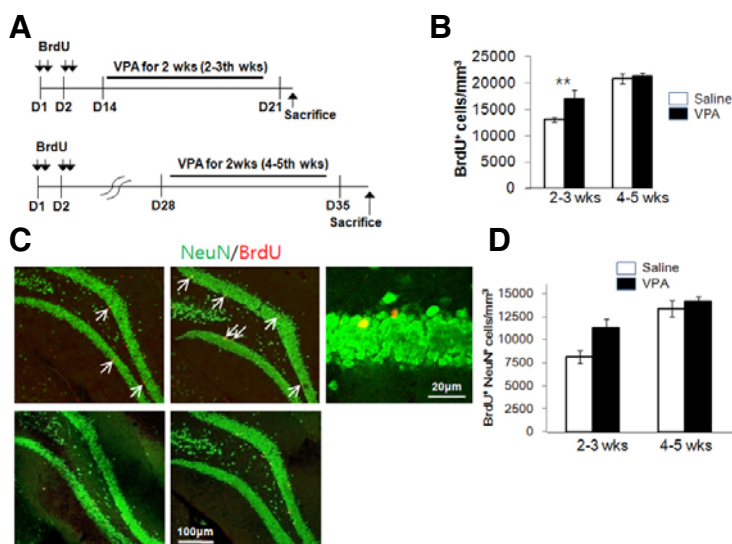 A
BrdU
VPA for 2 wks (2-3th wks)
D1 D2 D14 D21
Sacrifice
BrdU
VPA for 2wks (4-5th wks)
D1 D2 D28 D35
Sacrifice
B
BrdU⁺ cells/mm³
25000
20000
15000
10000
5000
0
**
Saline
VPA
2-3 wks 4-5 wks
C
NeuN/BrdU
20μm
100μm
D
Saline
VPA
BrdU⁺ NeuN⁺ cells/mm³
15000
12500
10000
7500
5000
2500
0
2-3 wks 4-5 wks